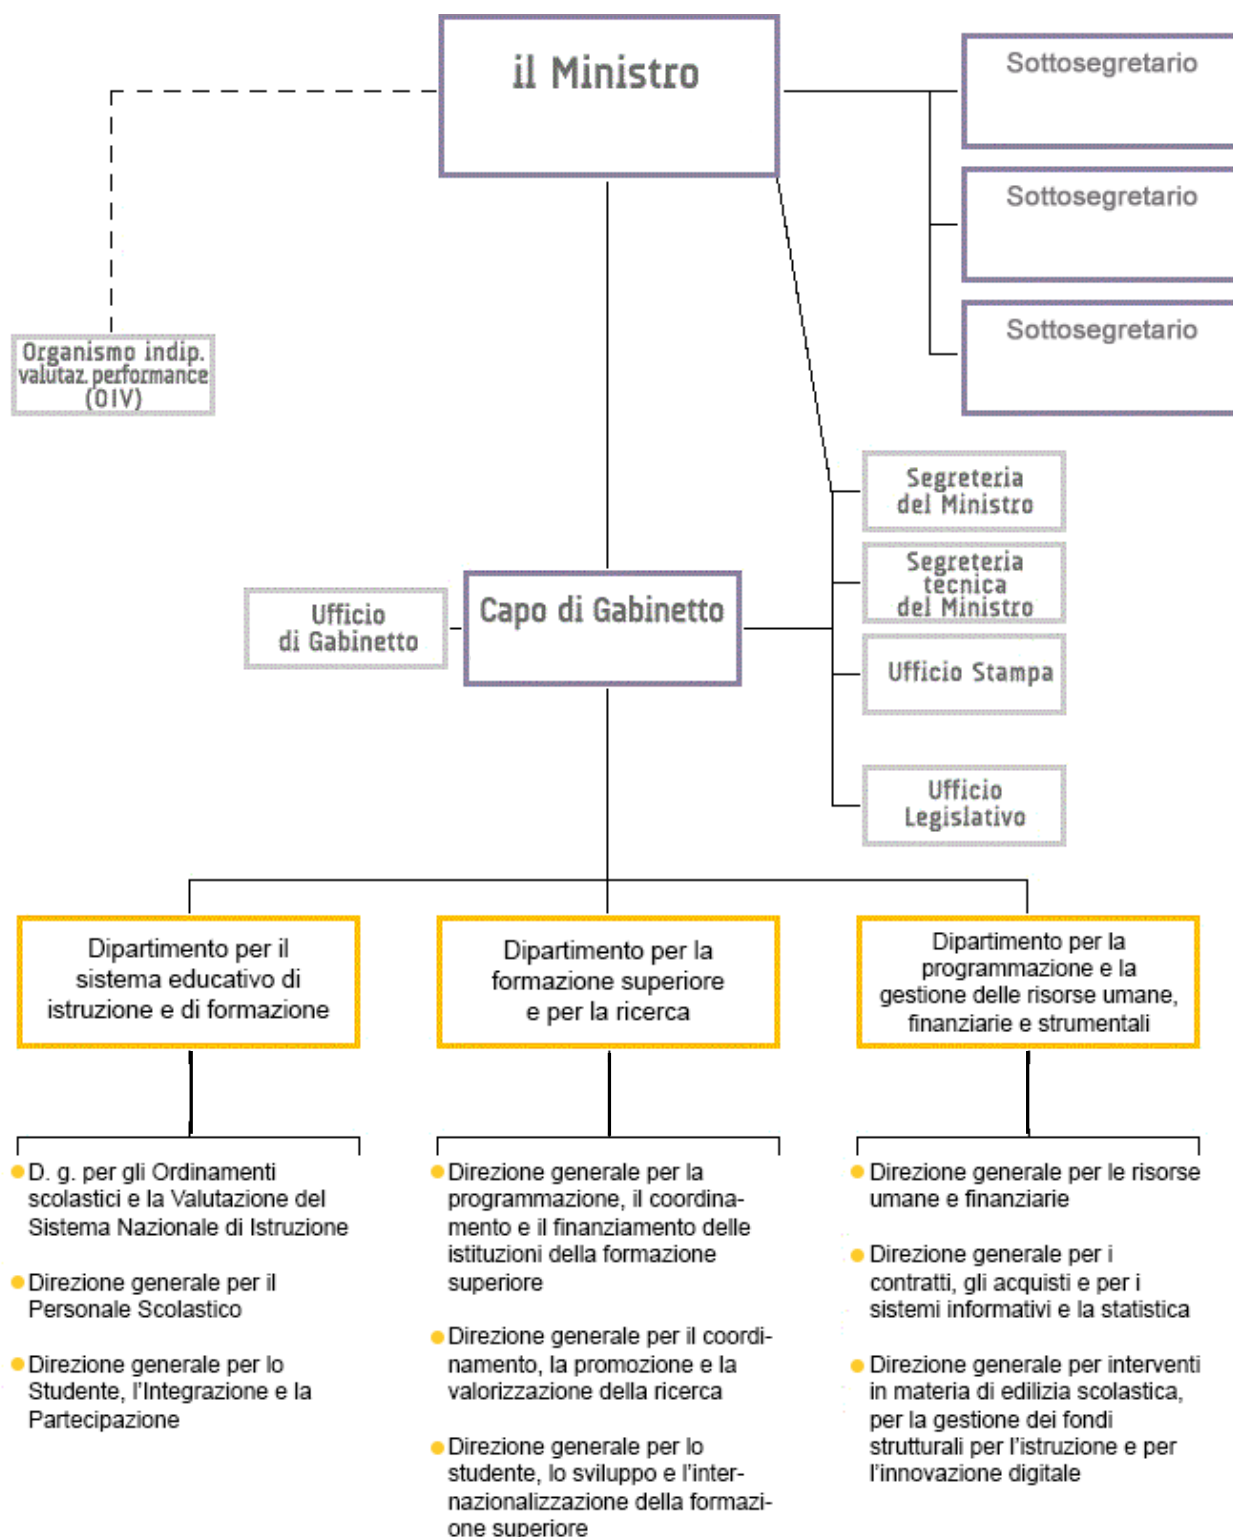 il Ministro
Sottosegretario
Sottosegretario
Sottosegretario
Organismo indip.
valutaz. performance
(OIV)
Segreteria
del Ministro
Segreteria
tecnica
del Ministro
Ufficio Stampa
Ufficio
Legislativo
Ufficio
di Gabinetto
Capo di Gabinetto
Dipartimento per il
sistema educativo di
istruzione e di formazione
Dipartimento per la
formazione superiore
e per la ricerca
Dipartimento per la
programmazione e la
gestione delle risorse umane,
finanziarie e strumentali
D. g. per gli Ordinamenti
scolastici e la Valutazione del
Sistema Nazionale di Istruzione
Direzione generale per il
Personale Scolastico
Direzione generale per lo
Studente, l'Integrazione e la
Partecipazione
Direzione generale per la
programmazione, il coordina-
mento e il finanziamento delle
istituzioni della formazione
superiore
Direzione generale per il coordi-
namento, la promozione e la
valorizzazione della ricerca
Direzione generale per lo
studente, lo sviluppo e l'inter-
nazionalizzazione della formazi-
one superiore
Direzione generale per le risorse
umane e finanziarie
Direzione generale per i
contratti, gli acquisti e per i
sistemi informativi e la statistica
Direzione generale per interventi
in materia di edilizia scolastica,
per la gestione dei fondi
strutturali per l'istruzione e per
l'innovazione digitale